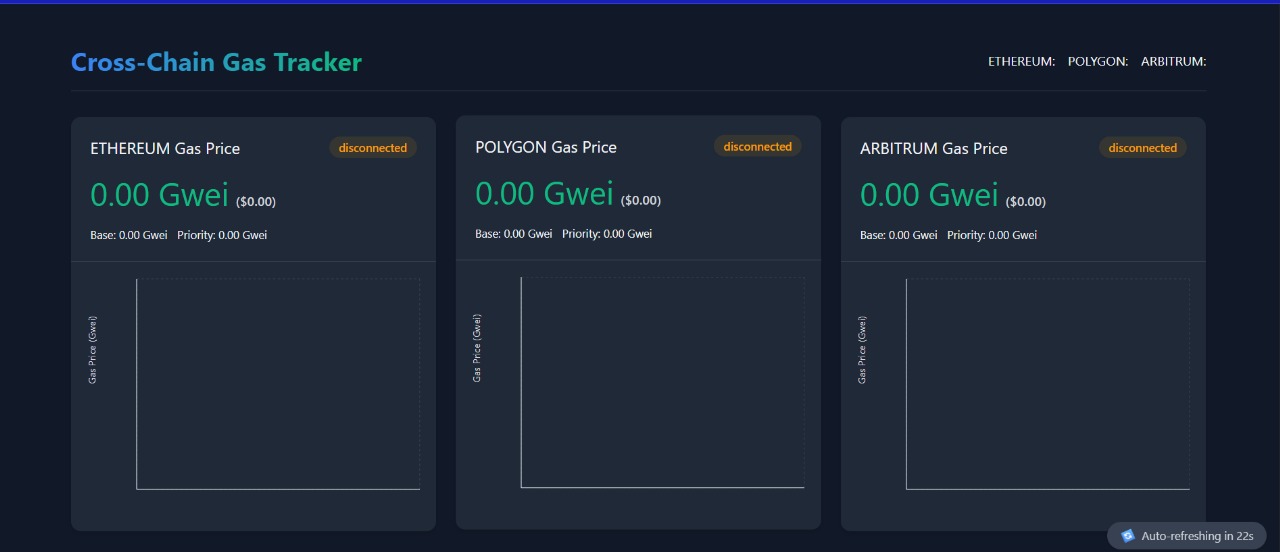 Cross-Chain Gas Tracker
ETHEREUM: POLYGON: ARBITRUM:
ETHEREUM Gas Price
disconnected
0.00 Gwei ($0.00)
Base: 0.00 Gwei Priority: 0.00 Gwei
Gas Price (Gwei)
POLYGON Gas Price
disconnected
0.00 Gwei ($0.00)
Base: 0.00 Gwei Priority: 0.00 Gwei
Gas Price (Gwei)
ARBITRUM Gas Price
disconnected
0.00 Gwei ($0.00)
Base: 0.00 Gwei Priority: 0.00 Gwei
Gas Price (Gwei)
Auto-refreshing in 22s